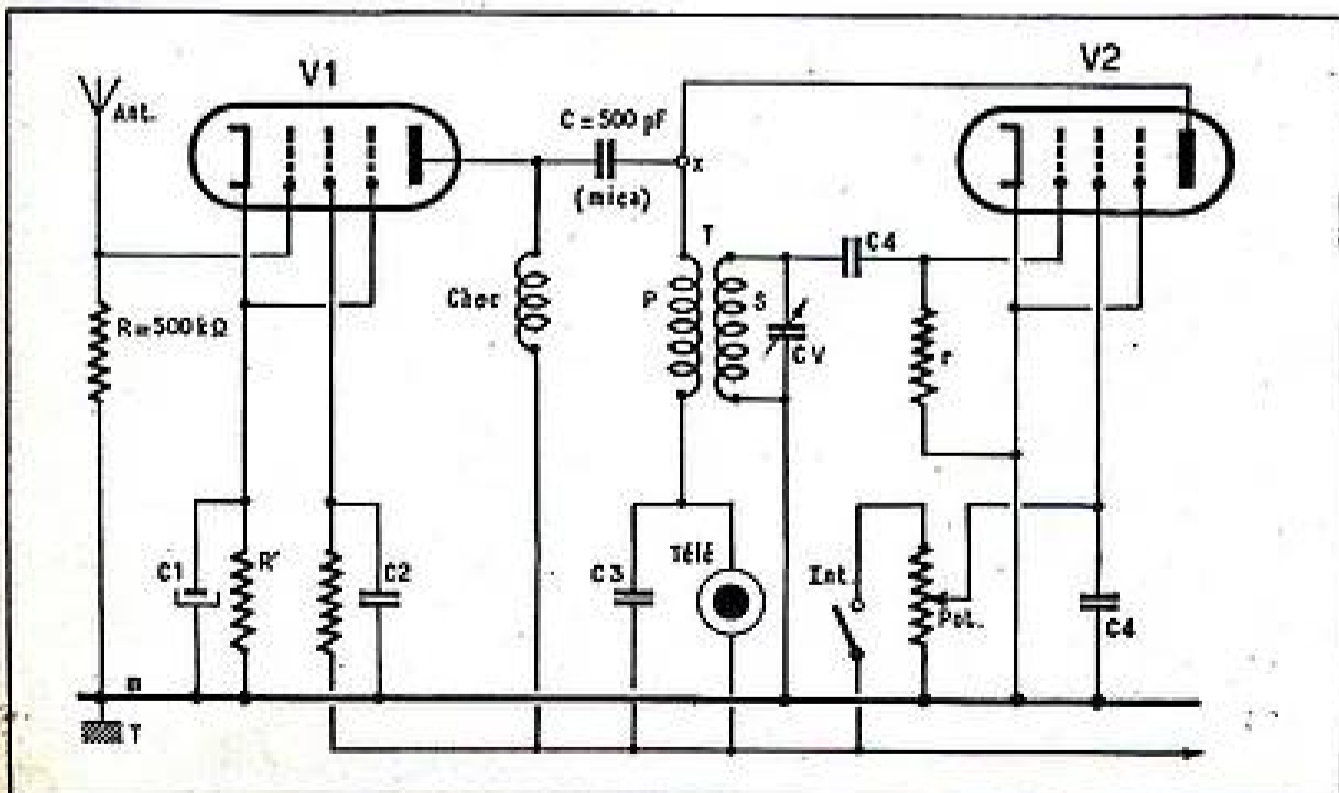 V1
V2
Ant.
C = 500 pF
(mica)
x
T
C4
R = 500 kΩ
Choc
P
S
CV
r
C1
R'
C2
C3
Télé
Int.
Pot.
C4
T